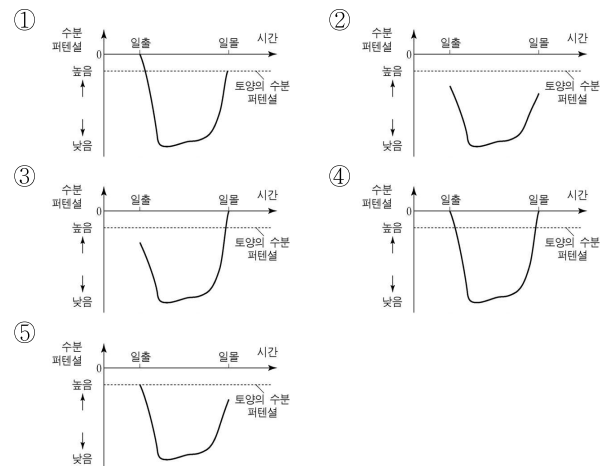 ①
수분
퍼텐셜
일출
일몰
시간
0
높음
토양의 수분
퍼텐셜
낮음
②
수분
퍼텐셜
일출
일몰
시간
0
높음
토양의 수분
퍼텐셜
낮음
③
수분
퍼텐셜
일출
일몰
시간
0
높음
토양의 수분
퍼텐셜
낮음
④
수분
퍼텐셜
일출
일몰
시간
0
높음
토양의 수분
퍼텐셜
낮음
⑤
수분
퍼텐셜
일출
일몰
시간
0
높음
토양의 수분
퍼텐셜
낮음